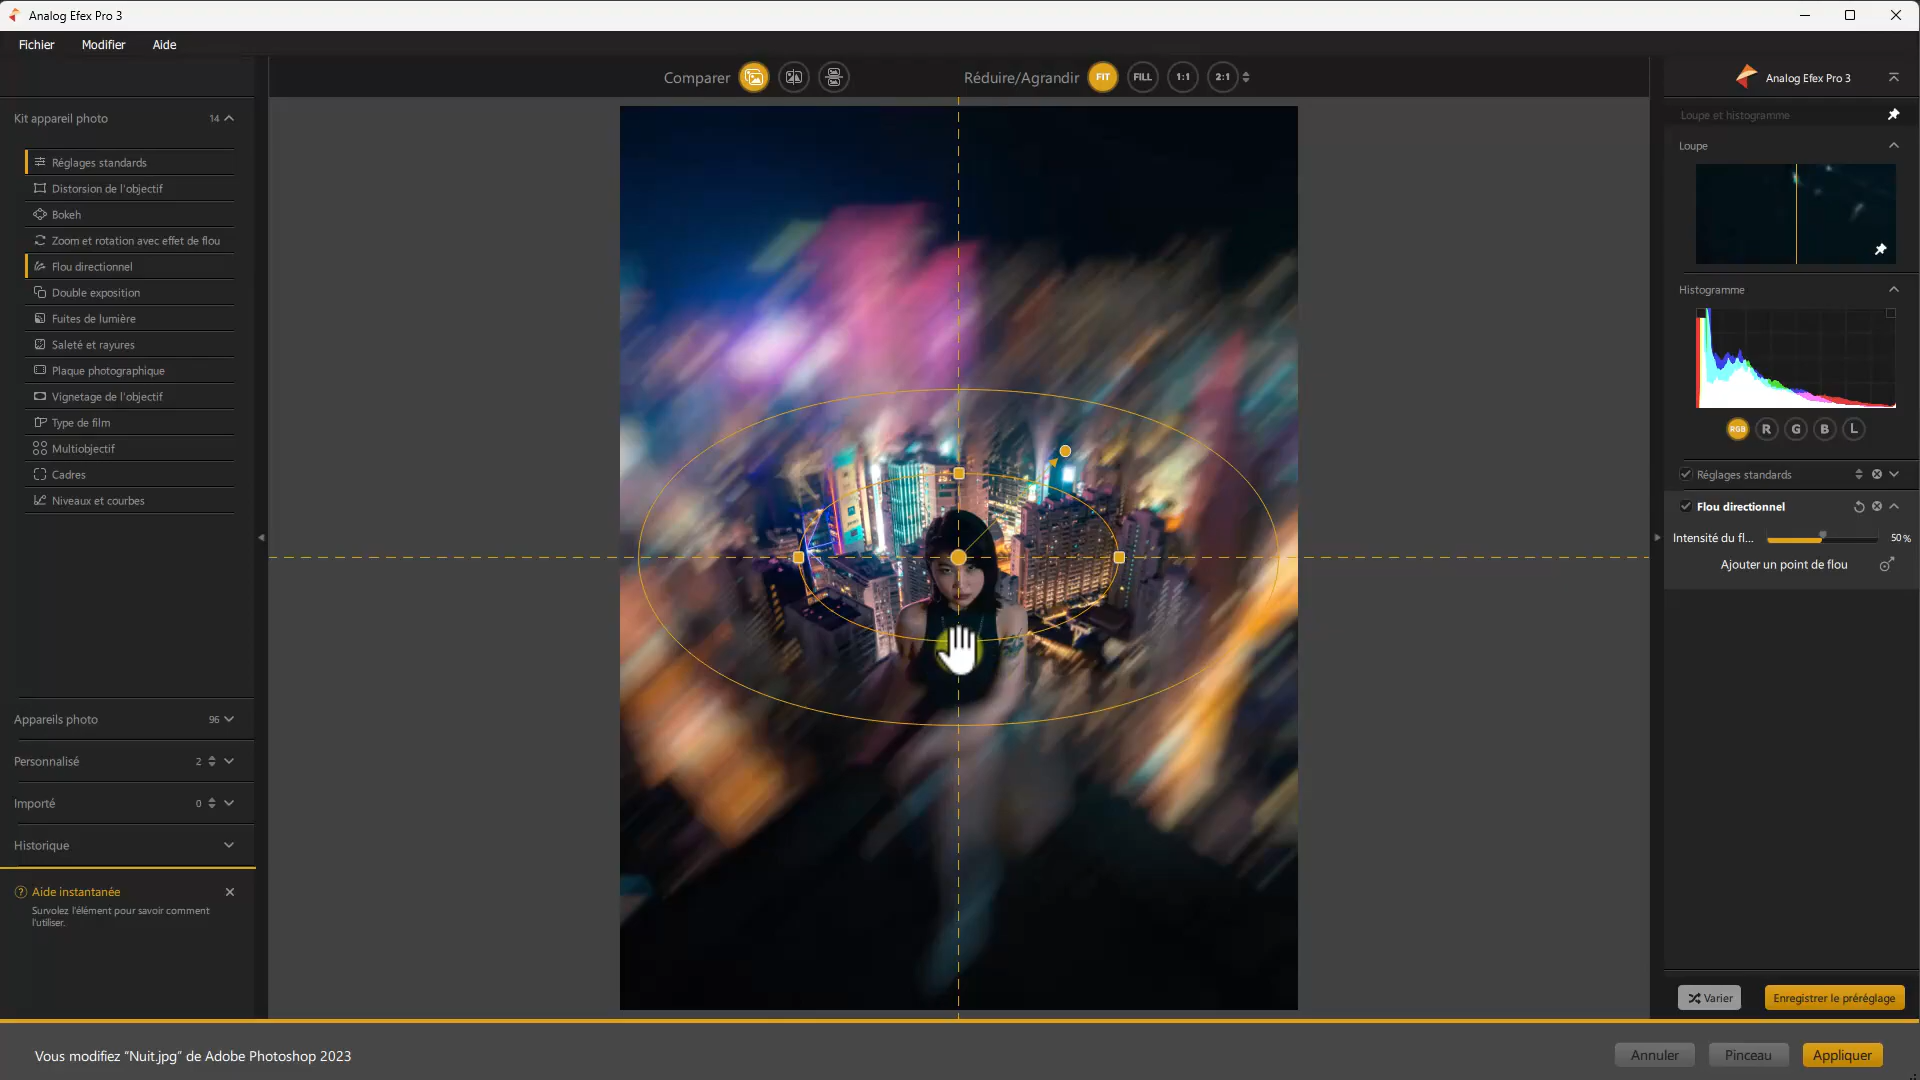 Analog Efex Pro 3
Fichier
Modifier
Aide
Comparer
Réduire/Agrandir
FIT
FILL
1:1
2:1
Analog Efex Pro 3
Kit appareil photo
14
Réglages standards
Distorsion de l'objectif
Bokeh
Zoom et rotation avec effet de flou
Flou directionnel
Double exposition
Fuites de lumière
Saleté et rayures
Plaque photographique
Vignetage de l'objectif
Type de film
Multiobjectif
Cadres
Niveaux et courbes
Appareils photo
96
Personnalisé
2
Importé
0
Historique
? Aide instantanée
Survolez l'élément pour savoir comment
l'utiliser.
Loupe et histogramme
Loupe
Histogramme
RGB
R
G
B
L
Réglages standards
Flou directionnel
Intensité du fl...
50 %
Ajouter un point de flou
Varier
Enregistrer le préréglage
Vous modifiez "Nuit.jpg" de Adobe Photoshop 2023
Annuler
Pinceau
Appliquer